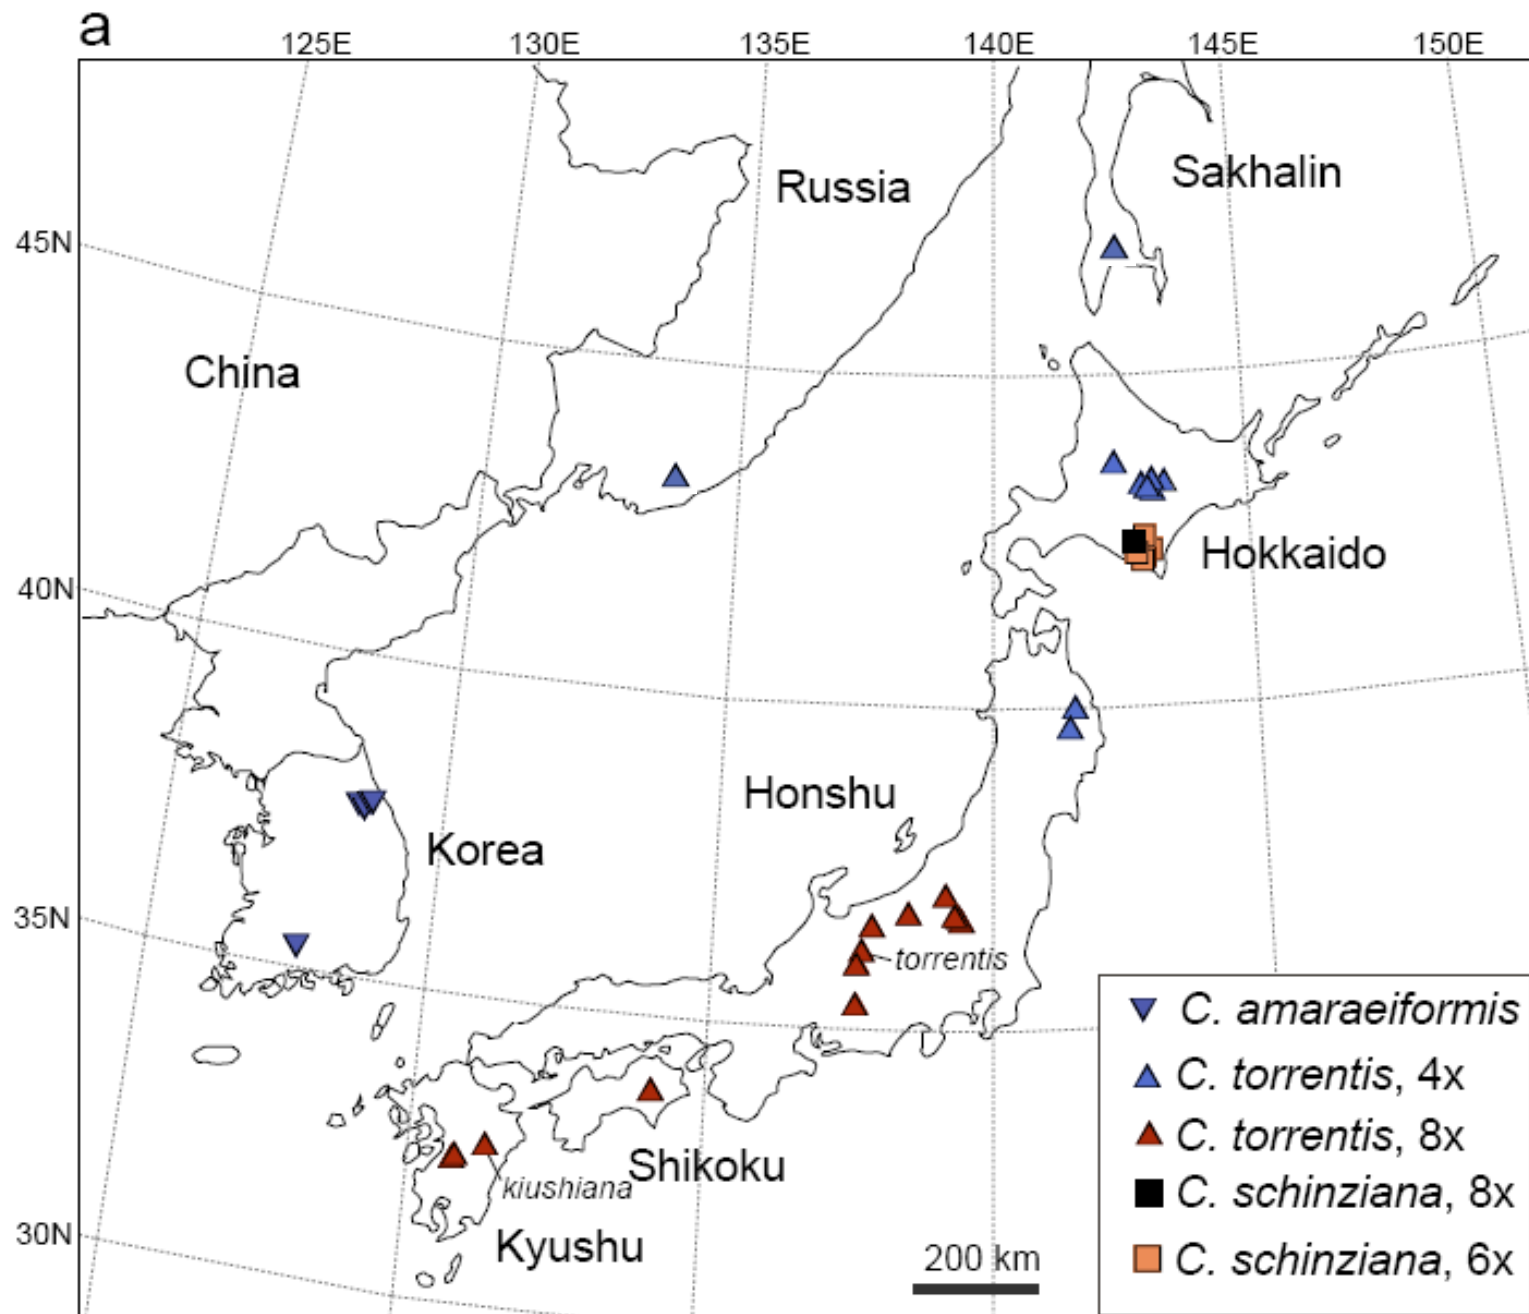 a
125E 130E 135E 140E 145E 150E
Sakhalin
Russia
45N
China
Hokkaido
40N
Honshu
Korea
35N
torrentis
Shikoku
kiushiana
30N
Kyushu
200 km
C. amaraeiformis
C. torrentis, 4x
C. torrentis, 8x
C. schinziana, 8x
C. schinziana, 6x